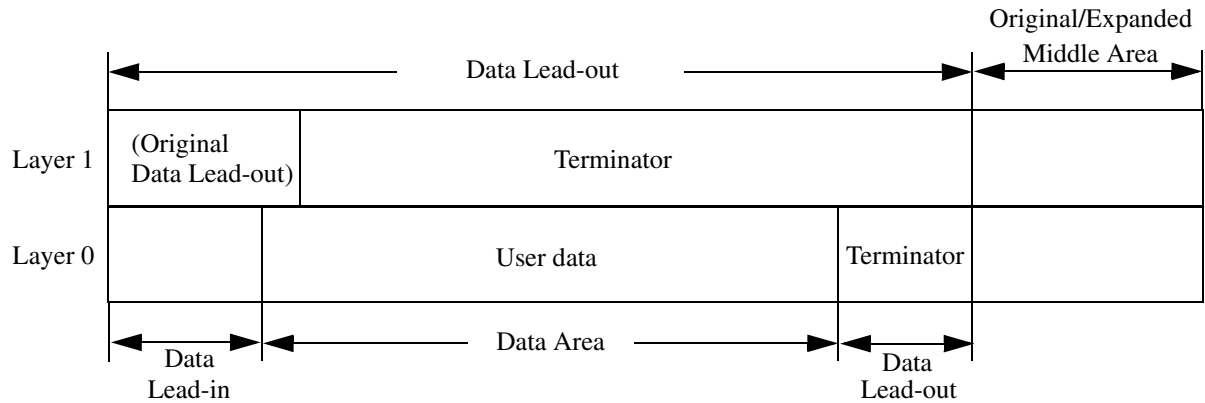 Original/Expanded
Middle Area
Data Lead-out
Layer 1
(Original
Data Lead-out)
Terminator
Layer 0
User data
Terminator
Data
Lead-in
Data Area
Data
Lead-out